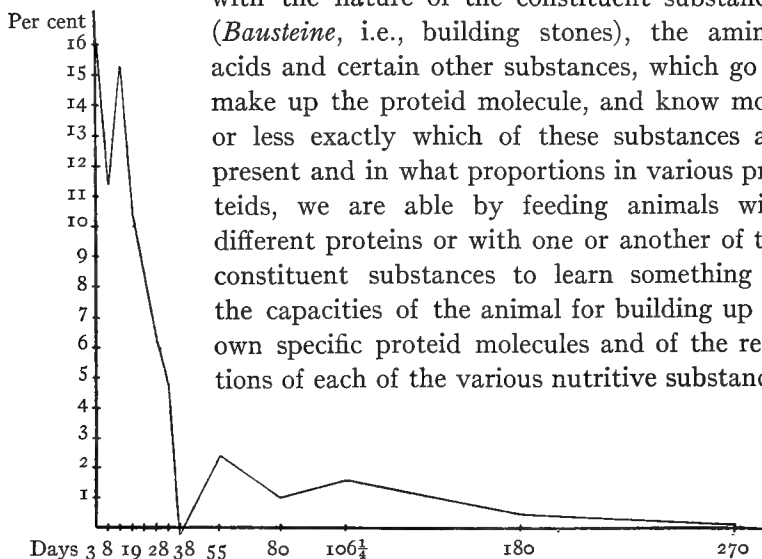 with the nature of the constituent substan
Per cent
(Bausteine, i.e., building stones), the amin
acids and certain other substances, which go
make up the proteid molecule, and know mo
or less exactly which of these substances a
present and in what proportions in various pr
teids, we are able by feeding animals wi
different proteins or with one or another of t
constituent substances to learn something
the capacities of the animal for building up
own specific proteid molecules and of the re
tions of each of the various nutritive substanc
16
15
14
13
12
11
10
9
8
7
6
5
4
3
2
1
Days 3 8 19 28 38 55 80 106¼ 180 270